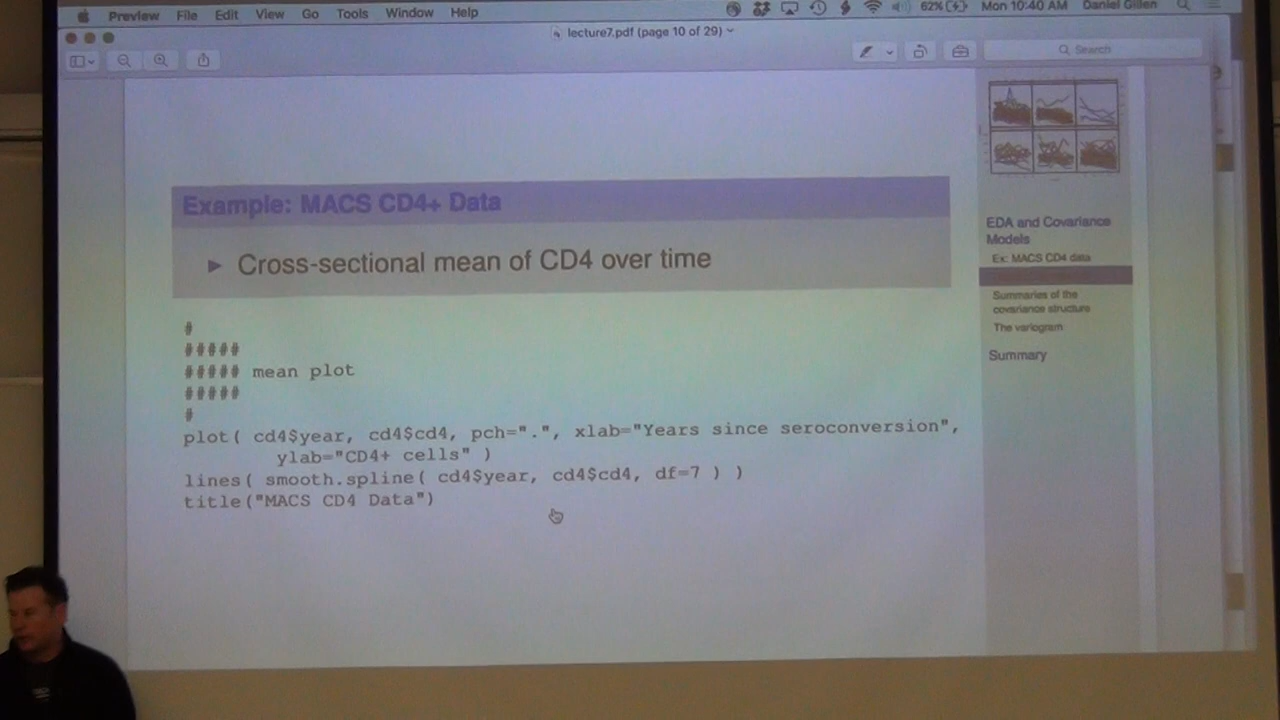 Preview File Edit View Go Tools Window Help
62% Mon 10:40 AM Daniel Gillen
lecture7.pdf (page 10 of 29)
Search
Example: MACS CD4+ Data
Cross-sectional mean of CD4 over time
#
#####
##### mean plot
#####
#
plot( cd4$year, cd4$cd4, pch=".", xlab="Years since seroconversion",
ylab="CD4+ cells" )
lines( smooth.spline( cd4$year, cd4$cd4, df=7 ) )
title("MACS CD4 Data")
EDA and Covariance
Models
Ex: MACS CD4 data
Summaries of the
covariance structure
The variogram
Summary